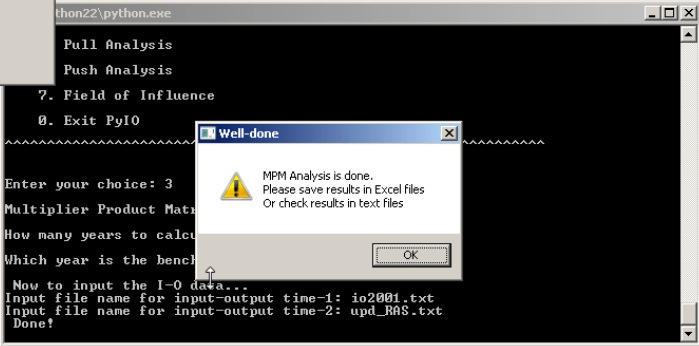 thon22\python.exe
Pull Analysis
Push Analysis
7. Field of Influence
0. Exit PyIO
^^^^^^^^^^^^^^^^^^^^^^^^^^^^^^^^^^^^^^^^^^^^^^^^^^^^^^^^^^^^
Well-done
MPM Analysis is done.
Please save results in Excel files
Or check results in text files
OK
Enter your choice: 3
Multiplier Product Mat
How many years to calcu
Which year is the bench
Now to input the I-O data...
Input file name for input-output time-1: io2001.txt
Input file name for input-output time-2: upd_RAS.txt
Done!